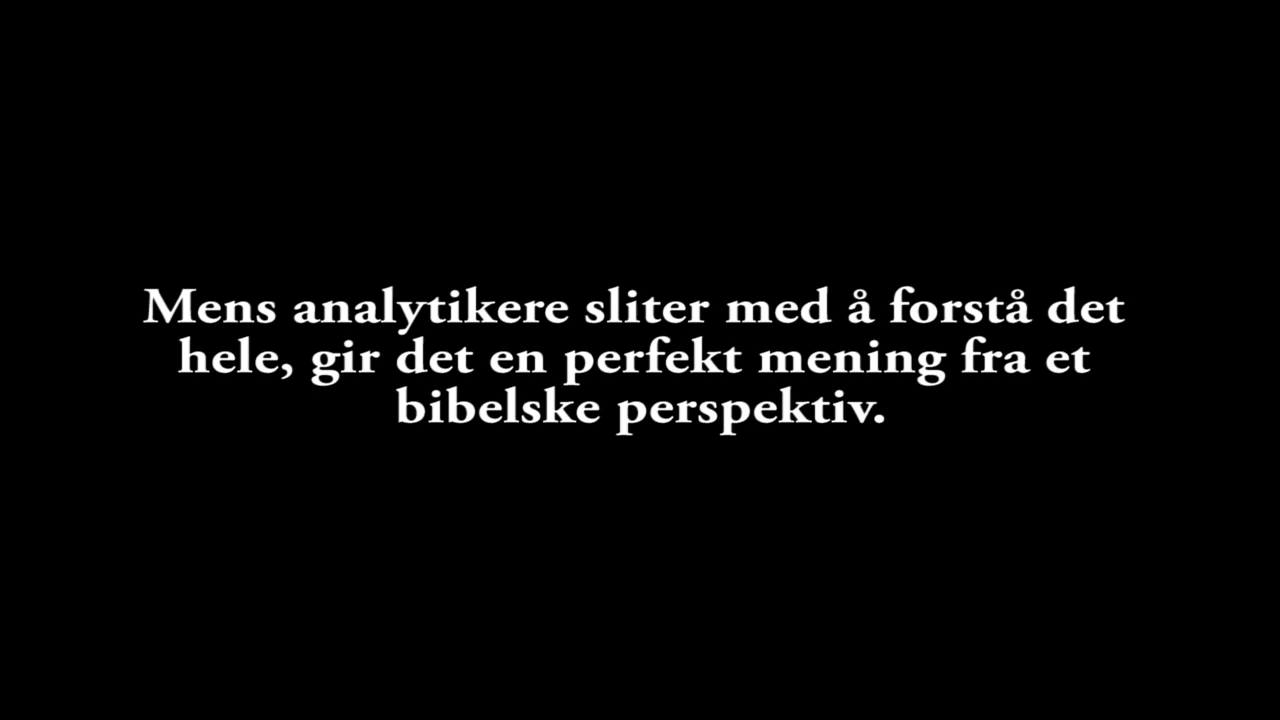 Mens analytikere sliter med å forstå det
hele, gir det en perfekt mening fra et
bibelske perspektiv.